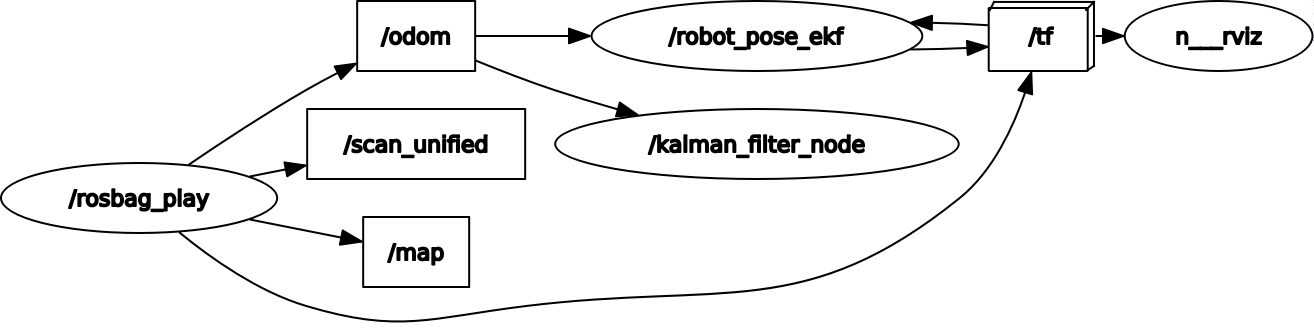 /odom
/robot_pose_ekf
/tf
n___rviz
/scan_unified
/kalman_filter_node
/rosbag_play
/map